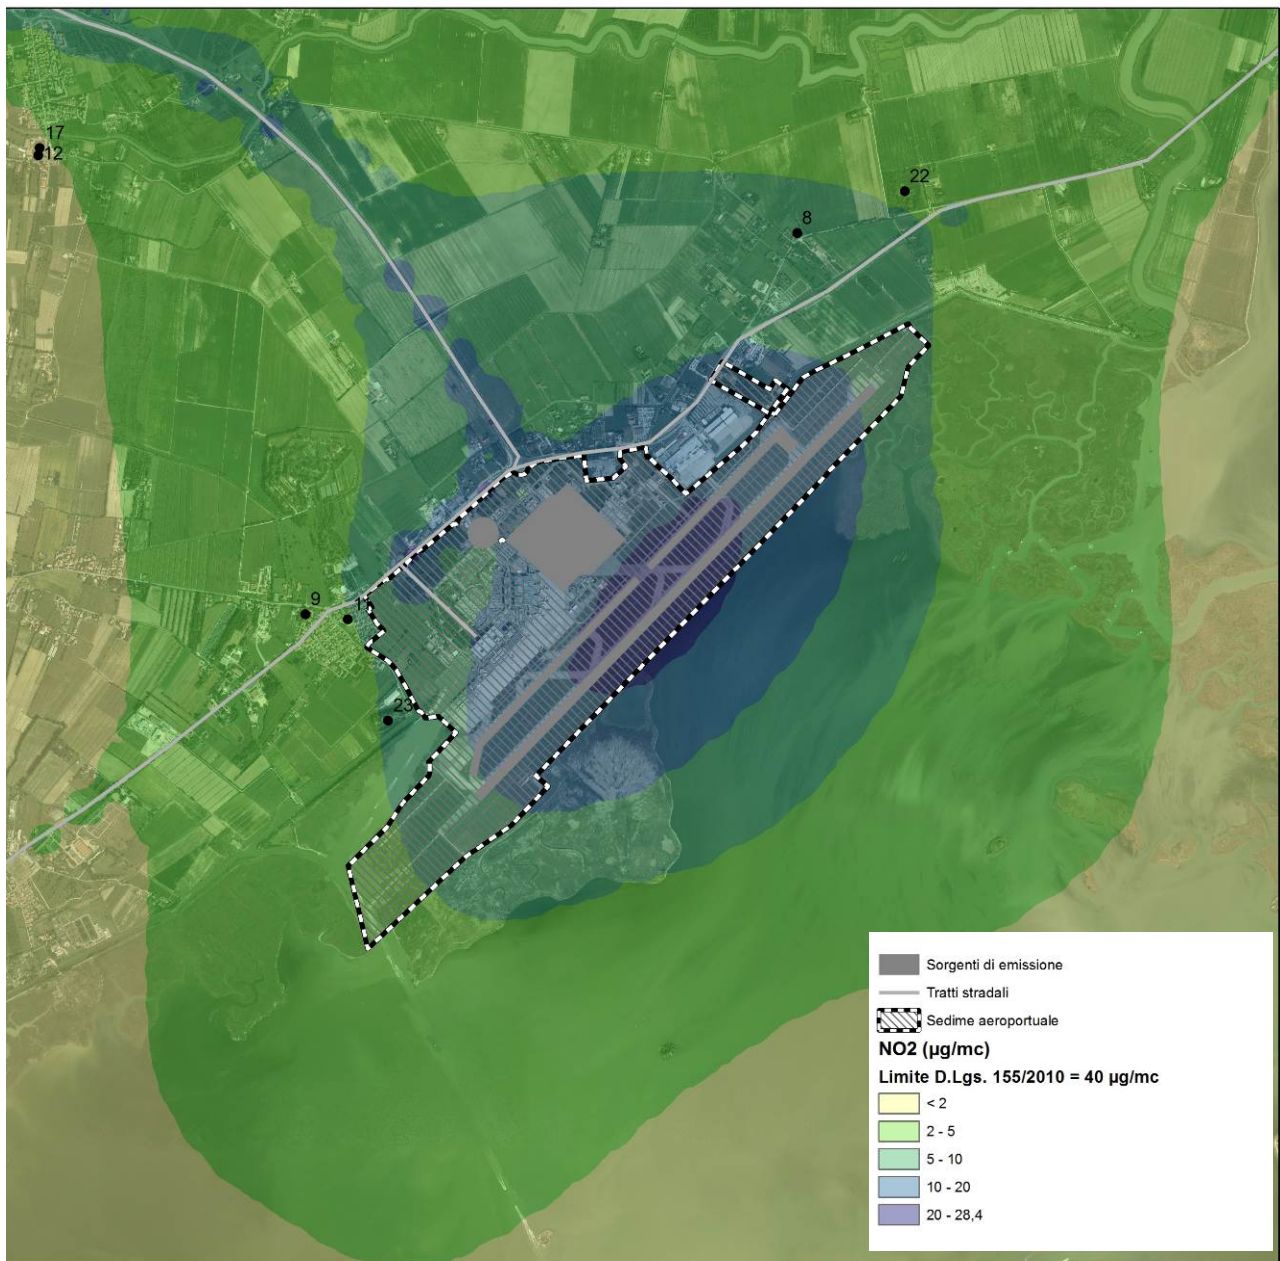 17
12
22
8
9
23
Sorgenti di emissione
Tratti stradali
Sedime aeroportuale
NO2 (µg/mc)
Limite D.Lgs. 155/2010 = 40 µg/mc
< 2
2 - 5
5 - 10
10 - 20
20 - 28,4